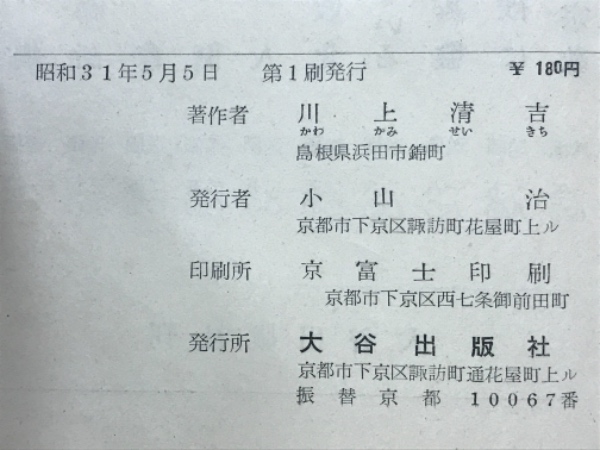 昭和31年5月5日 第1刷発行 ¥ 180円
著作者 川上清吉
かわ かみ せい きち
島根県浜田市錦町
発行者 小山治
京都市下京区諏訪町花屋町上ル
印刷所 京富士印刷
京都市下京区西七条御前田町
発行所 大谷出版社
京都市下京区諏訪町通花屋町上ル
振替京都 10067番